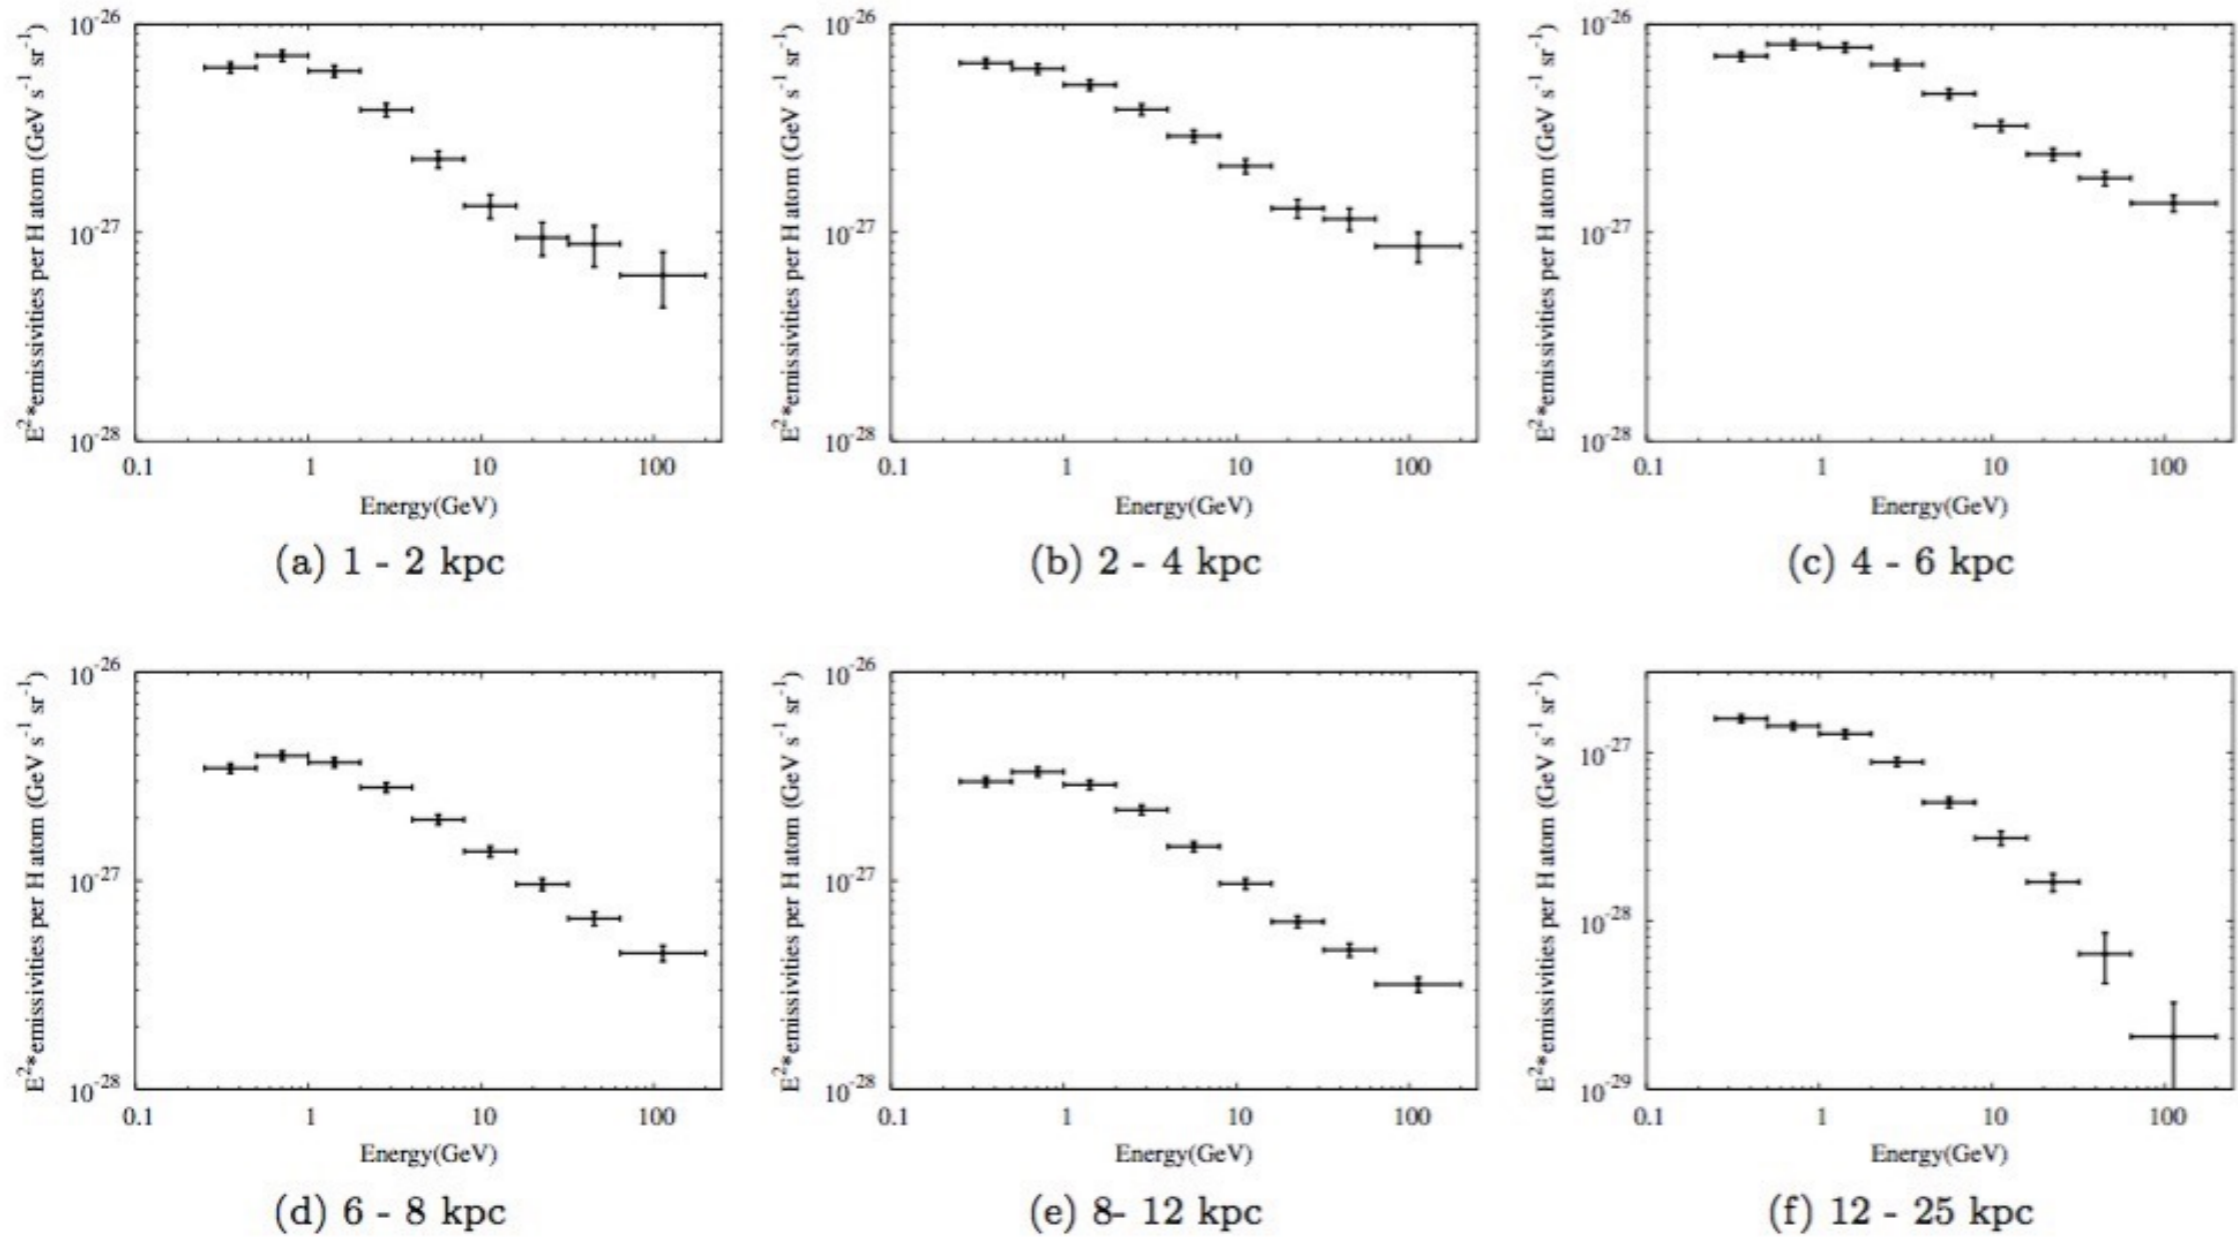 E²*emissivities per H atom (GeV s⁻¹ sr⁻¹)
10⁻²⁶
10⁻²⁷
10⁻²⁸
0.1 1 10 100
Energy(GeV)
(a) 1 - 2 kpc
E²*emissivities per H atom (GeV s⁻¹ sr⁻¹)
10⁻²⁶
10⁻²⁷
10⁻²⁸
0.1 1 10 100
Energy(GeV)
(b) 2 - 4 kpc
E²*emissivities per H atom (GeV s⁻¹ sr⁻¹)
10⁻²⁶
10⁻²⁷
10⁻²⁸
0.1 1 10 100
Energy(GeV)
(c) 4 - 6 kpc
E²*emissivities per H atom (GeV s⁻¹ sr⁻¹)
10⁻²⁶
10⁻²⁷
10⁻²⁸
0.1 1 10 100
Energy(GeV)
(d) 6 - 8 kpc
E²*emissivities per H atom (GeV s⁻¹ sr⁻¹)
10⁻²⁶
10⁻²⁷
10⁻²⁸
0.1 1 10 100
Energy(GeV)
(e) 8- 12 kpc
E²*emissivities per H atom (GeV s⁻¹ sr⁻¹)
10⁻²⁷
10⁻²⁸
10⁻²⁹
0.1 1 10 100
Energy(GeV)
(f) 12 - 25 kpc